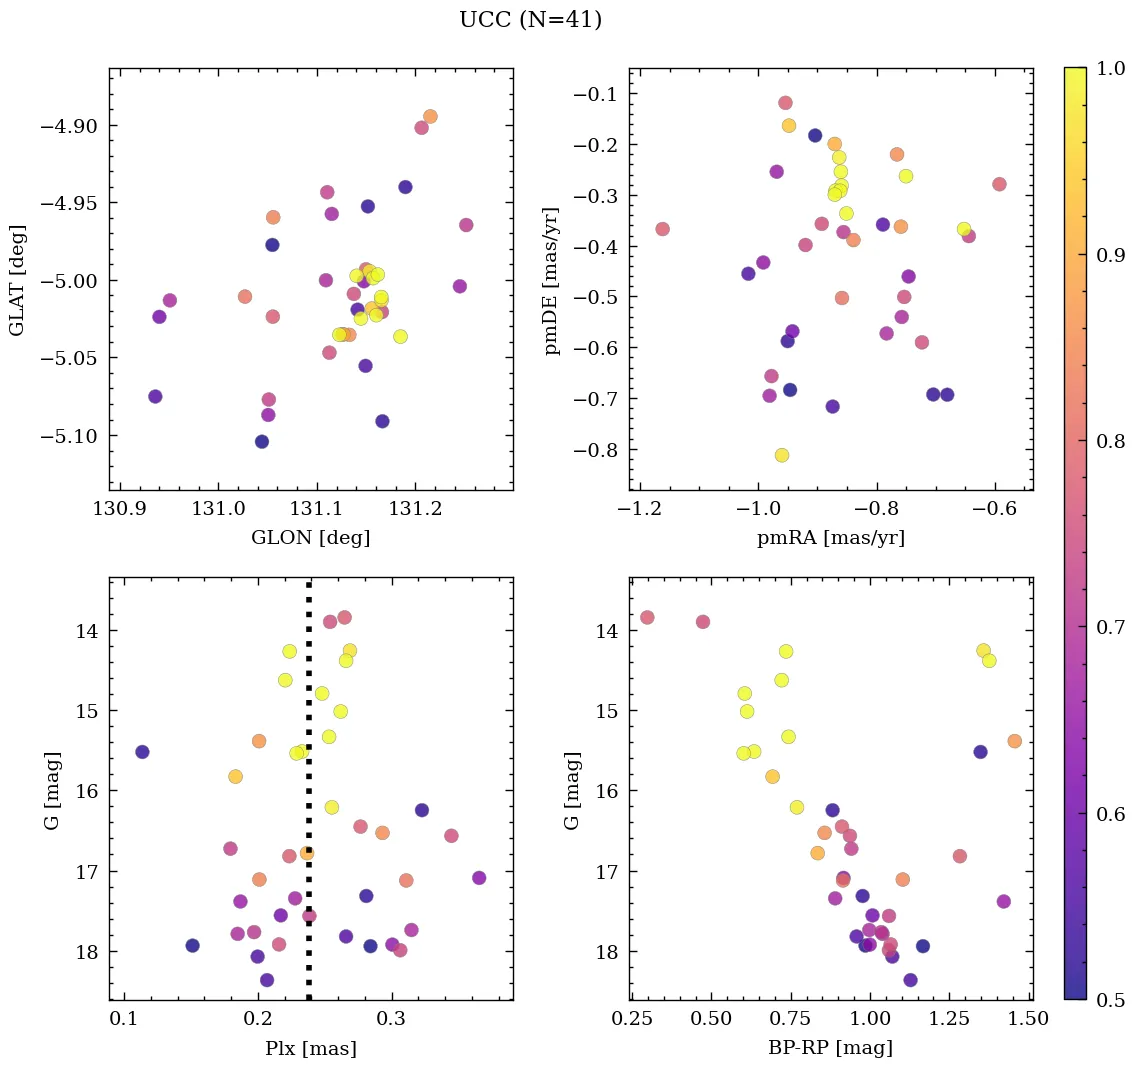 UCC (N=41)
−4.90
−4.95
−5.00
−5.05
−5.10
GLAT [deg]
130.9 131.0 131.1 131.2
GLON [deg]
−0.1
−0.2
−0.3
−0.4
−0.5
−0.6
−0.7
−0.8
pmDE [mas/yr]
−1.2 −1.0 −0.8 −0.6
pmRA [mas/yr]
14
15
16
17
18
G [mag]
0.1 0.2 0.3
Plx [mas]
14
15
16
17
18
G [mag]
0.25 0.50 0.75 1.00 1.25 1.50
BP-RP [mag]
1.0
0.9
0.8
0.7
0.6
0.5